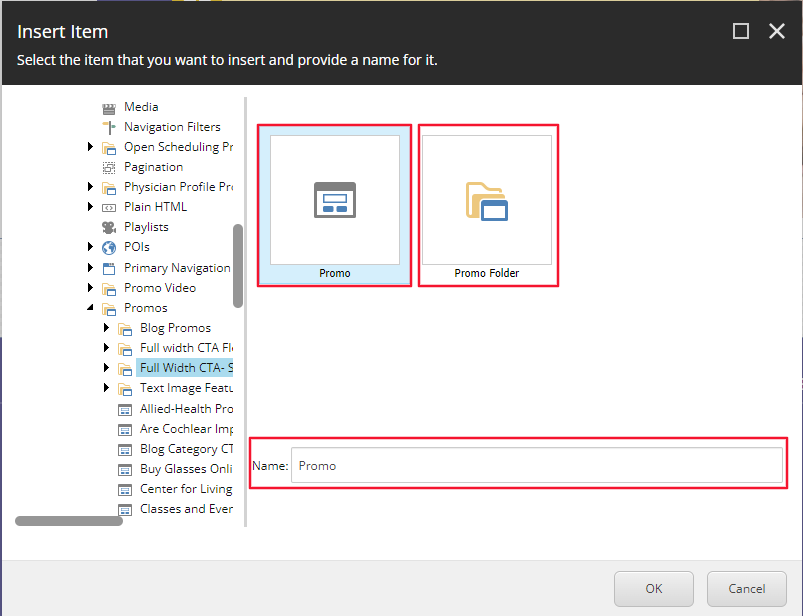 Insert Item
Select the item that you want to insert and provide a name for it.
Media
Navigation Filters
Open Scheduling Pr
Pagination
Physician Profile Pro
Plain HTML
Playlists
POIs
Primary Navigation
Promo Video
Promos
Blog Promos
Full width CTA Fl
Full Width CTA- S
Text Image Featu
Allied-Health Pro
Are Cochlear Imp
Blog Category CT
Buy Glasses Onli
Center for Living
Classes and Ever
Promo
Promo Folder
Name: Promo
OK
Cancel